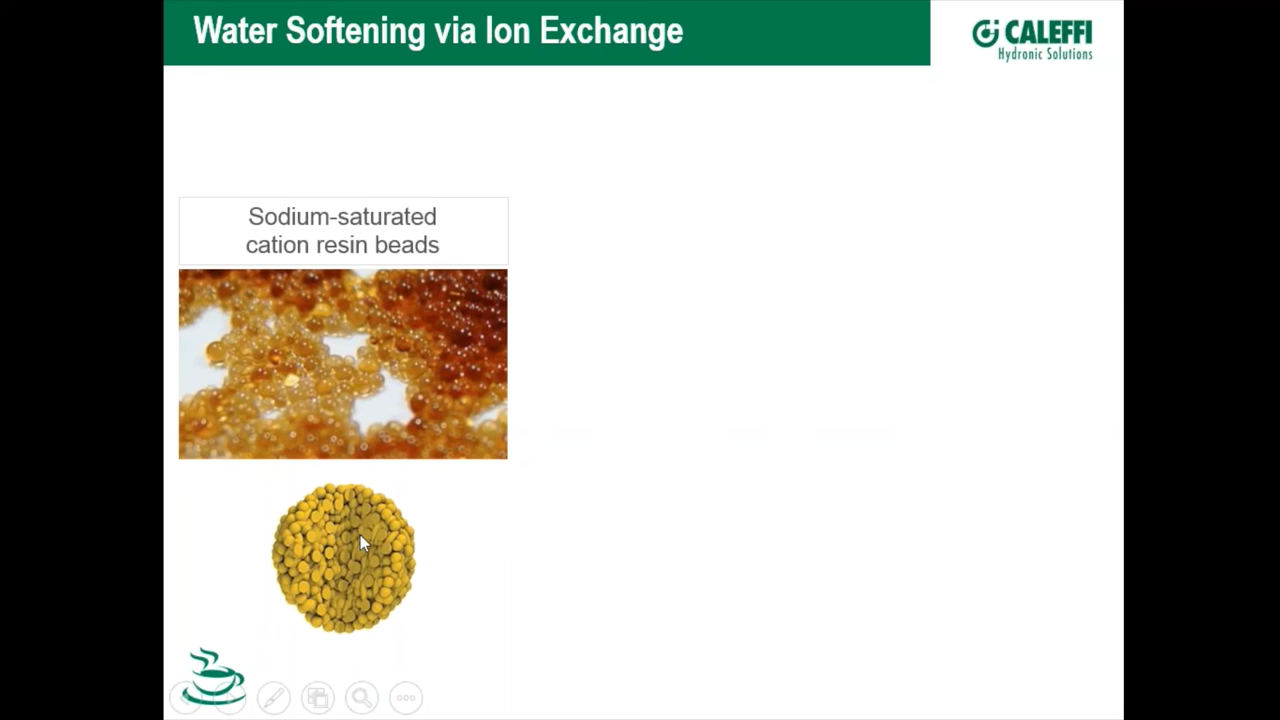 Water Softening via Ion Exchange
CALEFFI
Hydronic Solutions
Sodium-saturated
cation resin beads